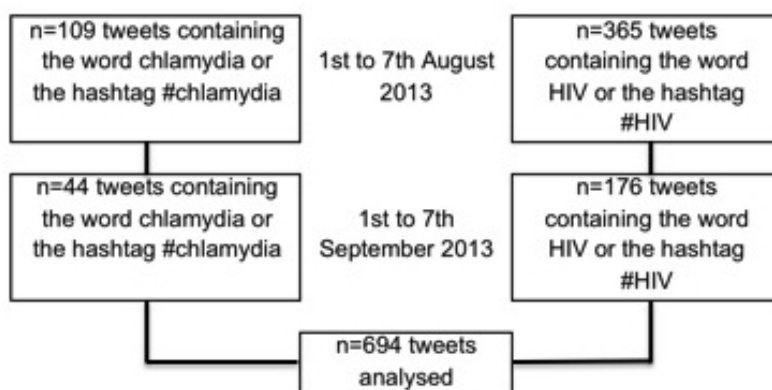 n=109 tweets containing
the word chlamydia or
the hashtag #chlamydia
1st to 7th August
2013
n=365 tweets
containing the word
HIV or the hashtag
#HIV
n=44 tweets containing
the word chlamydia or
the hashtag #chlamydia
1st to 7th
September 2013
n=176 tweets
containing the word
HIV or the hashtag
#HIV
n=694 tweets
analysed